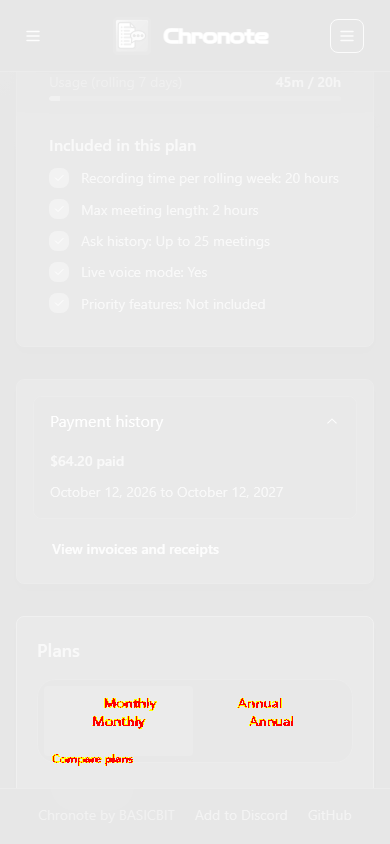 Chronote
Usage (rolling 7 days) 45m / 20h
Included in this plan
Recording time per rolling week: 20 hours
Max meeting length: 2 hours
Ask history: Up to 25 meetings
Live voice mode: Yes
Priority features: Not included
Payment history
$64.20 paid
October 12, 2026 to October 12, 2027
View invoices and receipts
Plans
Monthly Annual
Monthly Annual
Compare plans
Chronote by BASICBIT Add to Discord GitHub